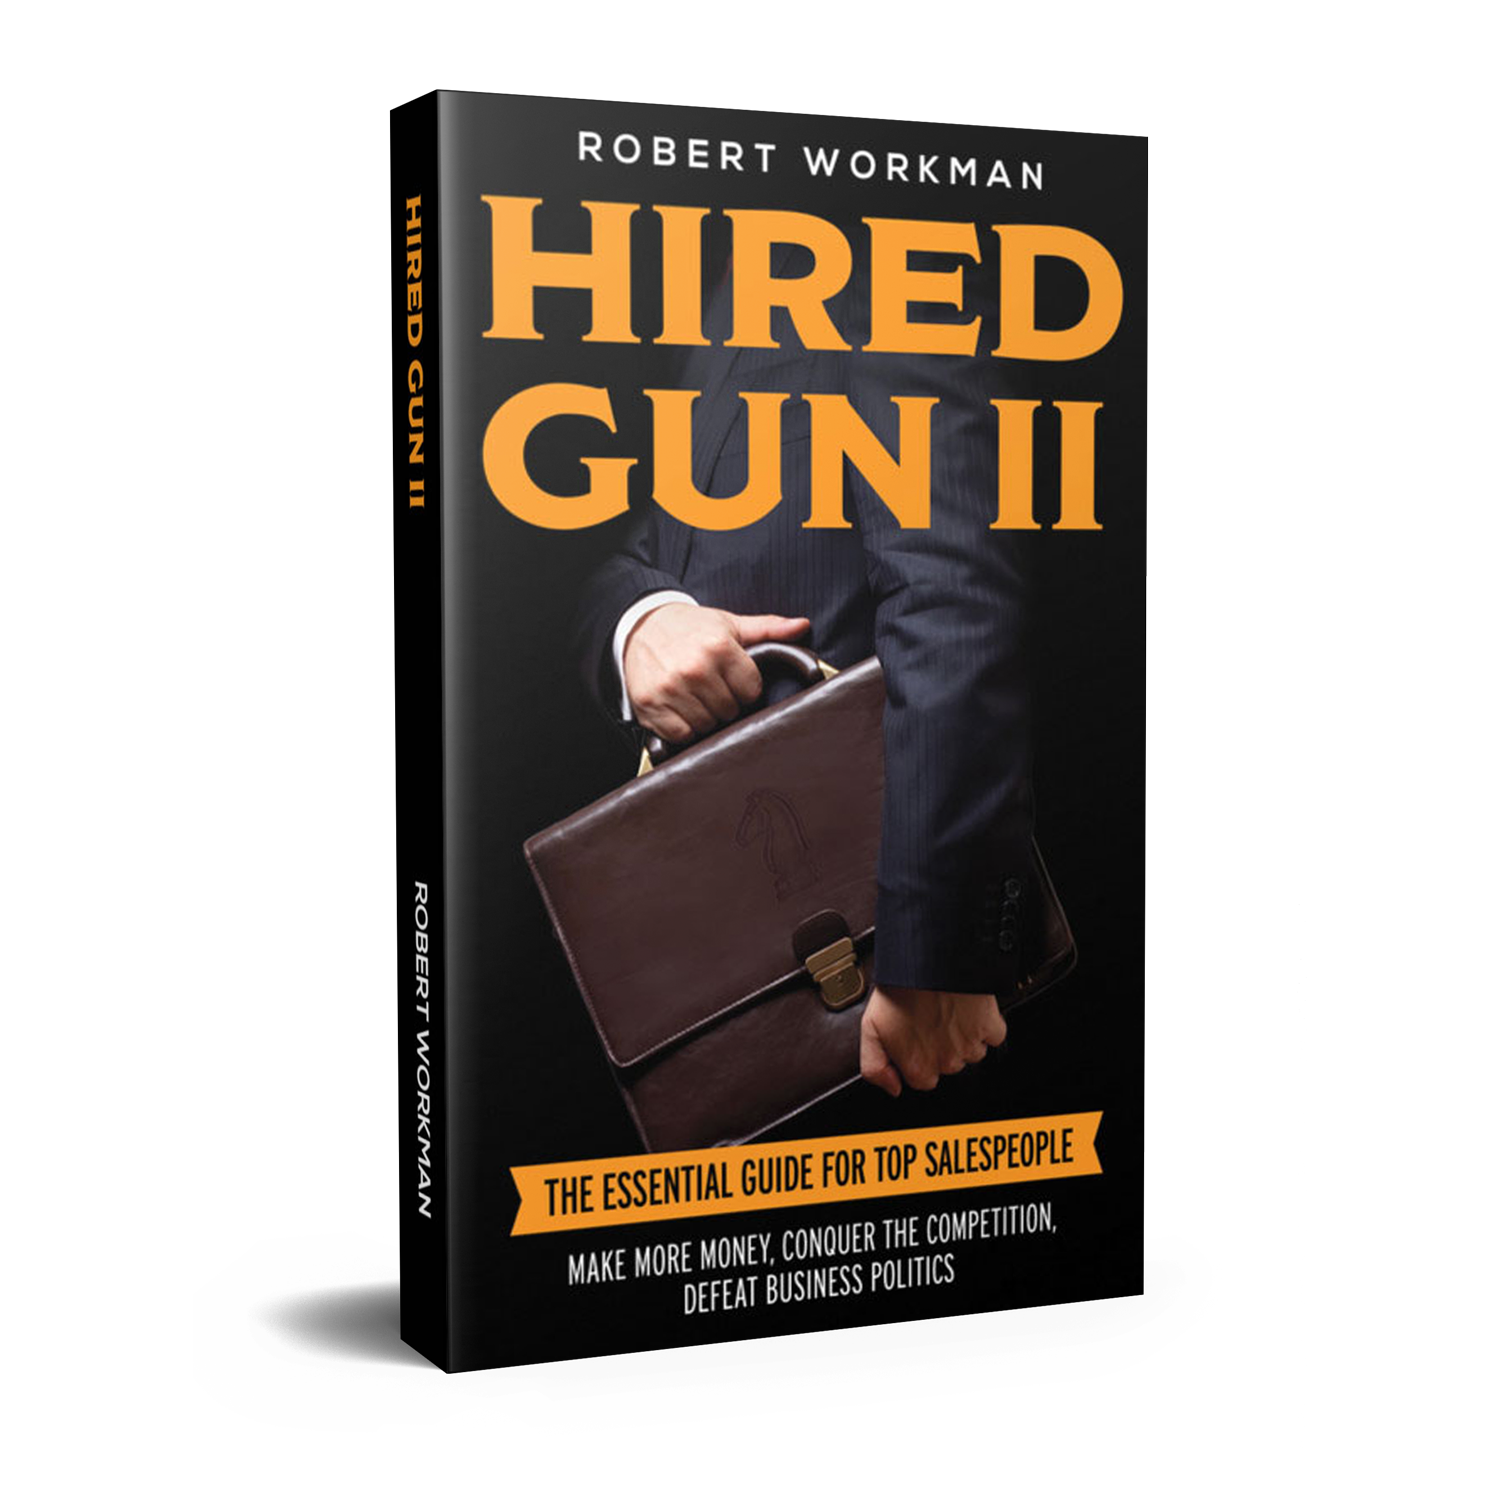 ROBERT WORKMAN
HIRED
GUN II
THE ESSENTIAL GUIDE FOR TOP SALESPEOPLE
MAKE MORE MONEY, CONQUER THE COMPETITION,
DEFEAT BUSINESS POLITICS
HIRED GUN II
ROBERT WORKMAN